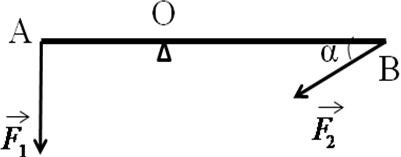 A O α B
F₁ F₂